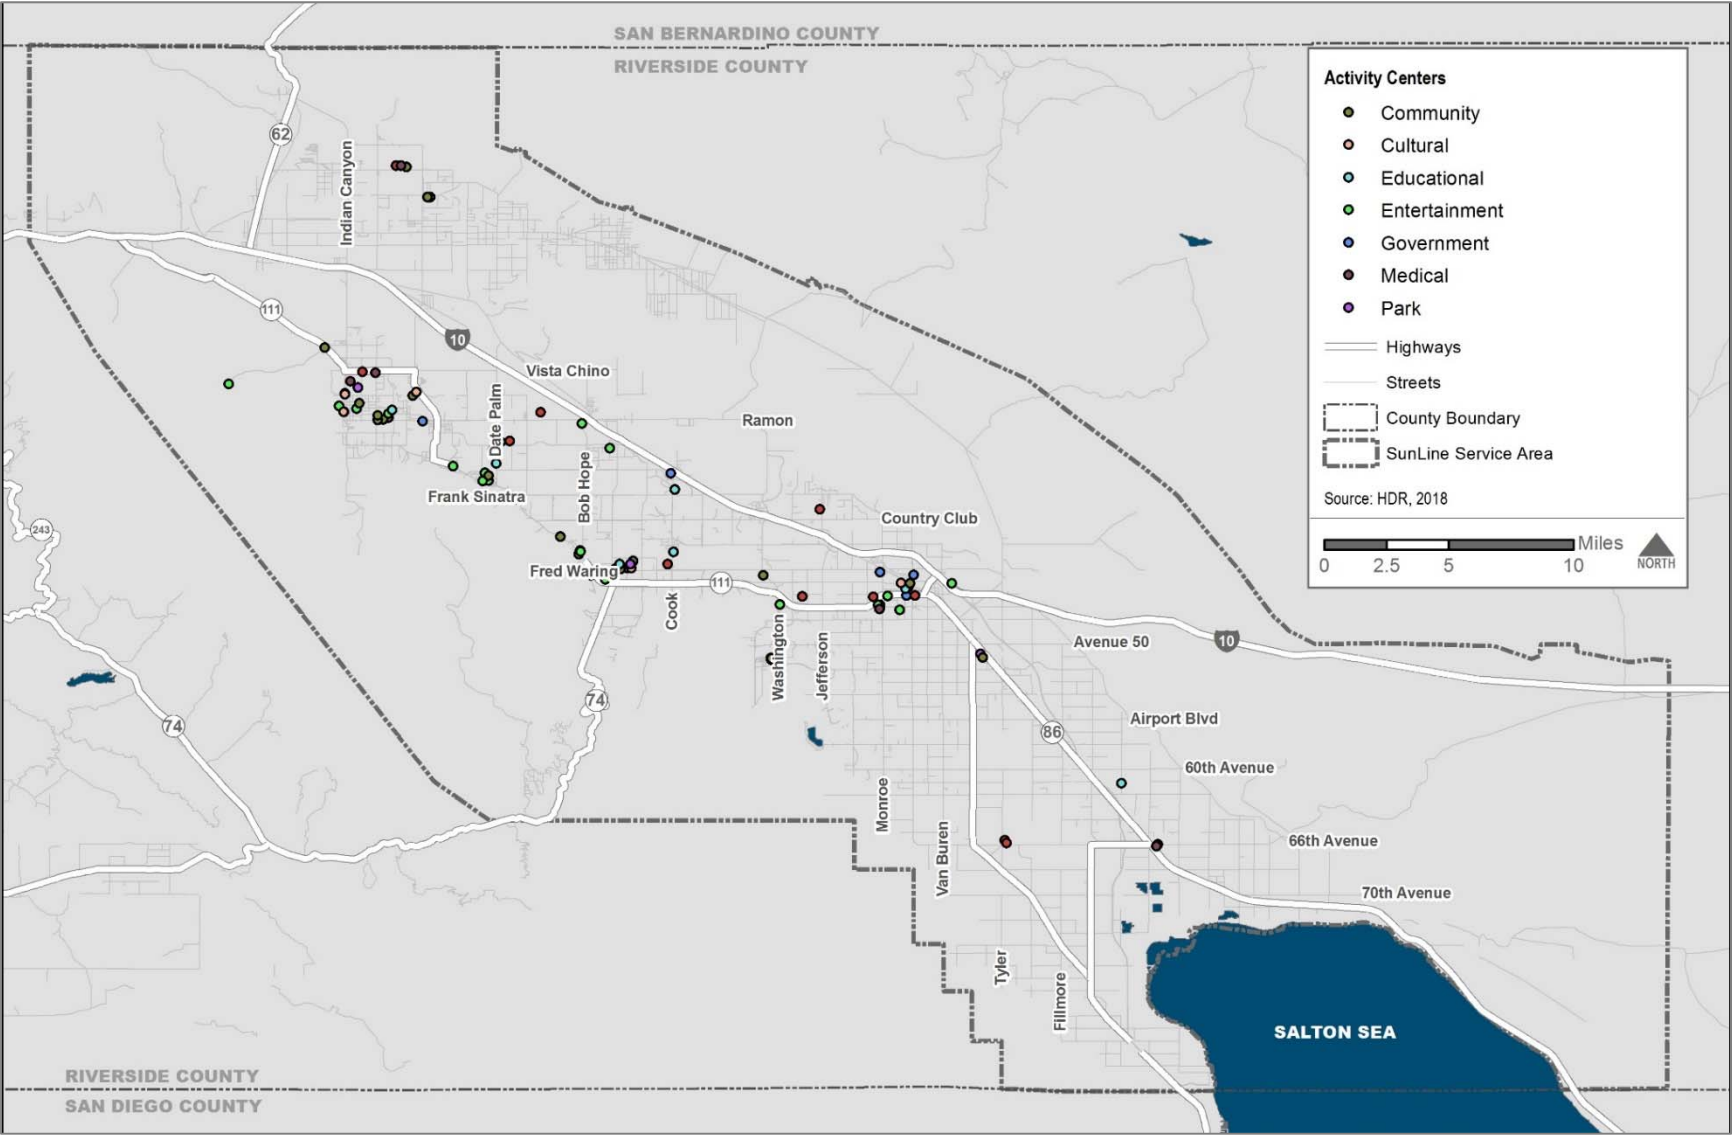 SAN BERNARDINO COUNTY
RIVERSIDE COUNTY
Activity Centers
Community
Cultural
Educational
Entertainment
Government
Medical
Park
Highways
Streets
County Boundary
SunLine Service Area
Source: HDR, 2018
Miles
0 2.5 5 10
NORTH
62
Indian Canyon
111
10
Vista Chino
Date Palm
Ramon
Bob Hope
Frank Sinatra
243
Country Club
Fred Waring
111
Cook
Washington
Jefferson
Avenue 50
10
74
74
86
Airport Blvd
60th Avenue
Monroe
Van Buren
66th Avenue
70th Avenue
Tyler
Fillmore
SALTON SEA
RIVERSIDE COUNTY
SAN DIEGO COUNTY